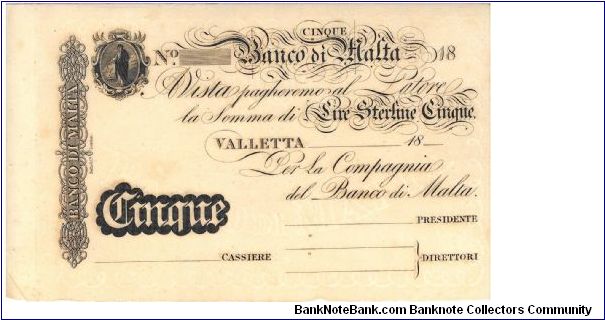 CINQUE
No. Banco di Malta 18
A Vista pagheremo al Latore
la Somma di Lire Sterline Cinque.
VALLETTA 18
Per La Compagnia
del Banco di Malta.
BANCO DI MALTA
Cinque
PRESIDENTE
CASSIERE
DIRETTORI
BankNoteBank.com Banknote Collectors Community